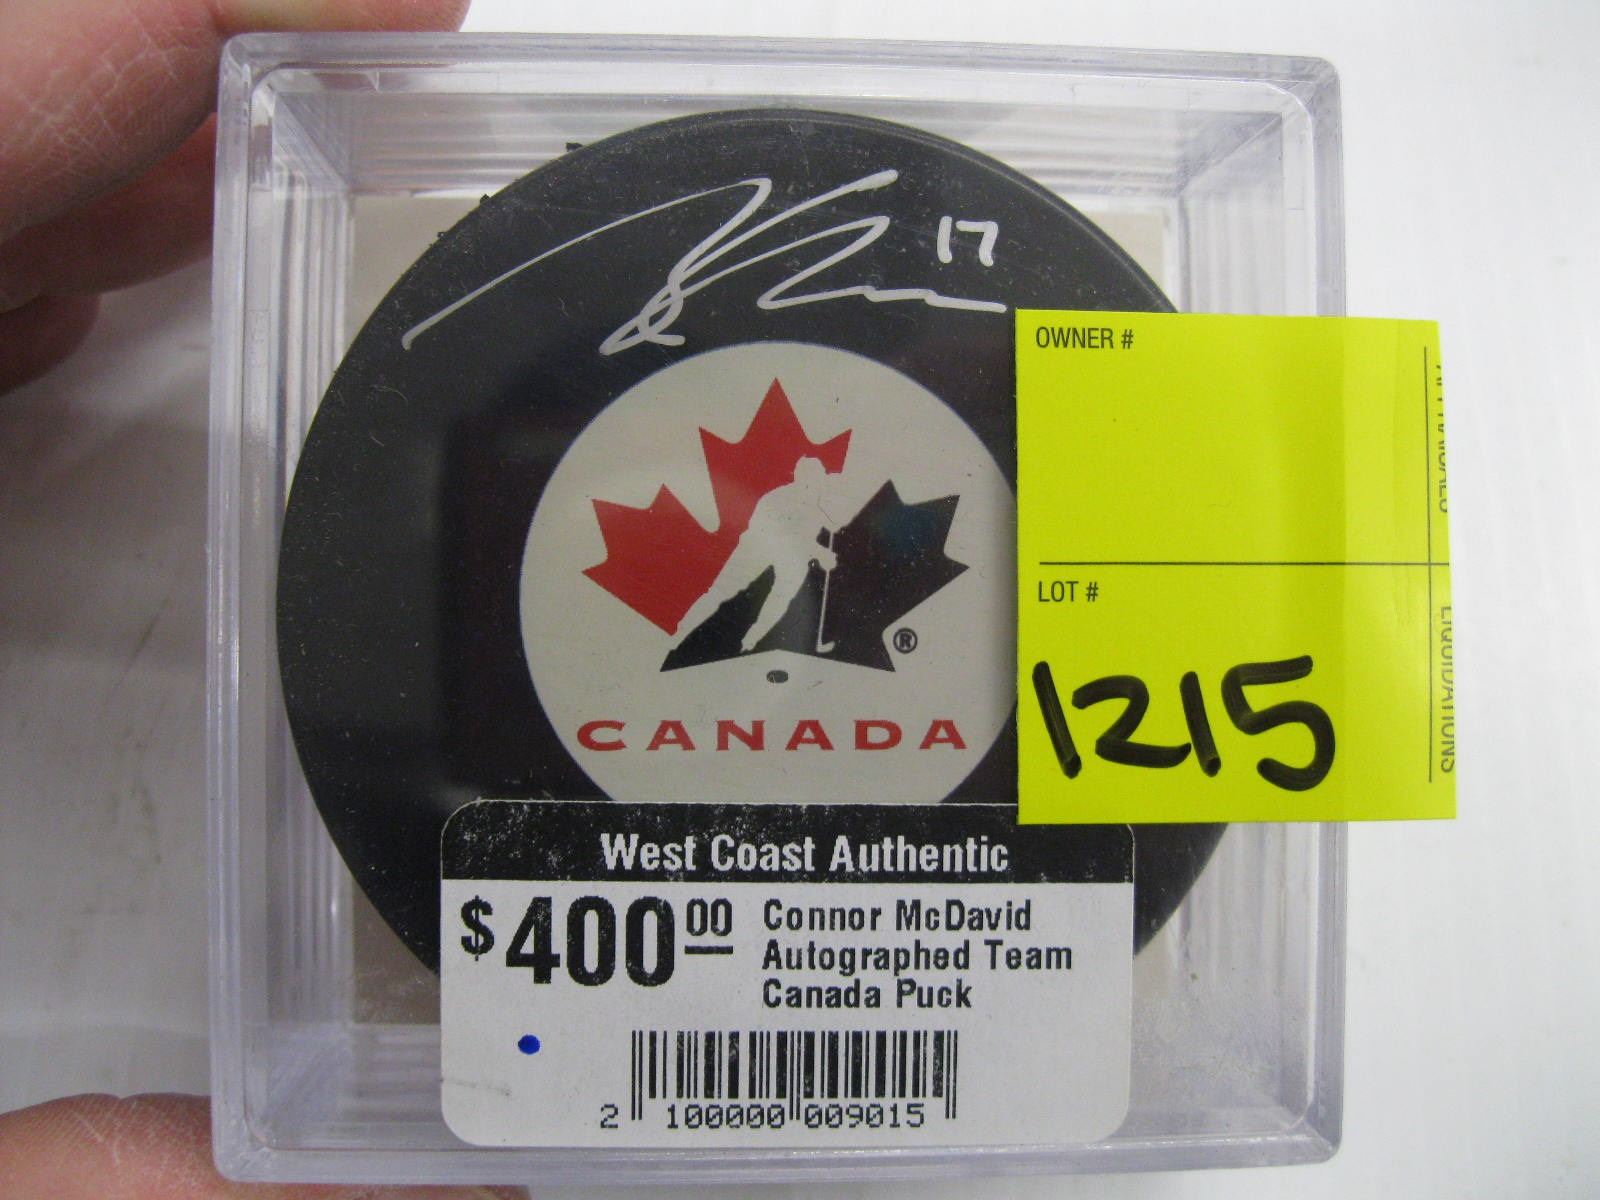 17
OWNER #
LOT #
1215
LIQUIDATIONS
®
CANADA
West Coast Authentic
$400.00 Connor McDavid
Autographed Team
Canada Puck
2 100000 009015